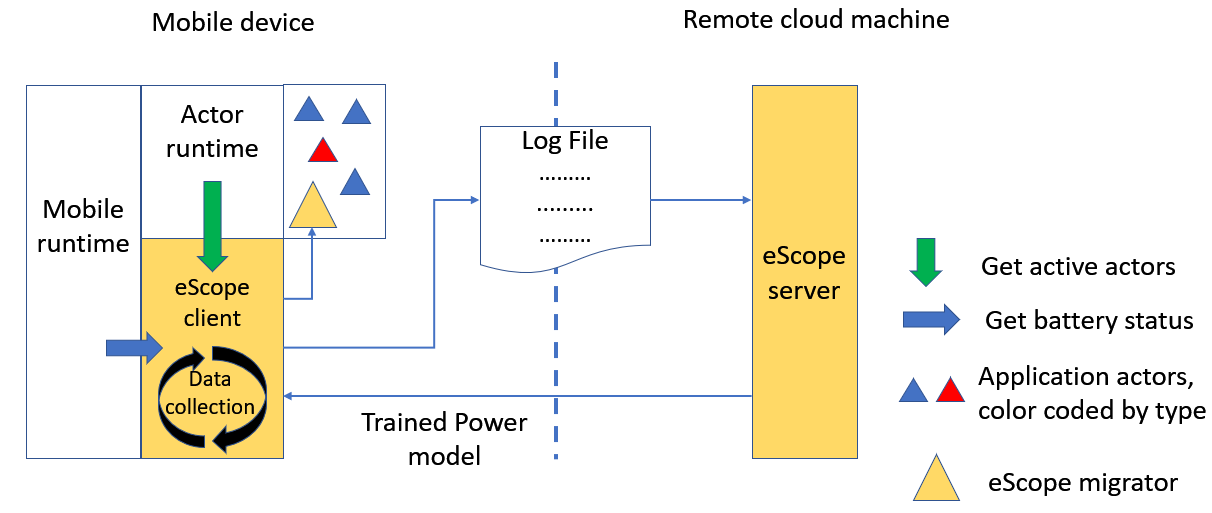 Mobile device
Remote cloud machine
Actor
runtime
Mobile
runtime
eScope
client
Data
collection
Log File
.........
.........
.........
Trained Power
model
eScope
server
Get active actors
Get battery status
Application actors,
color coded by type
eScope migrator